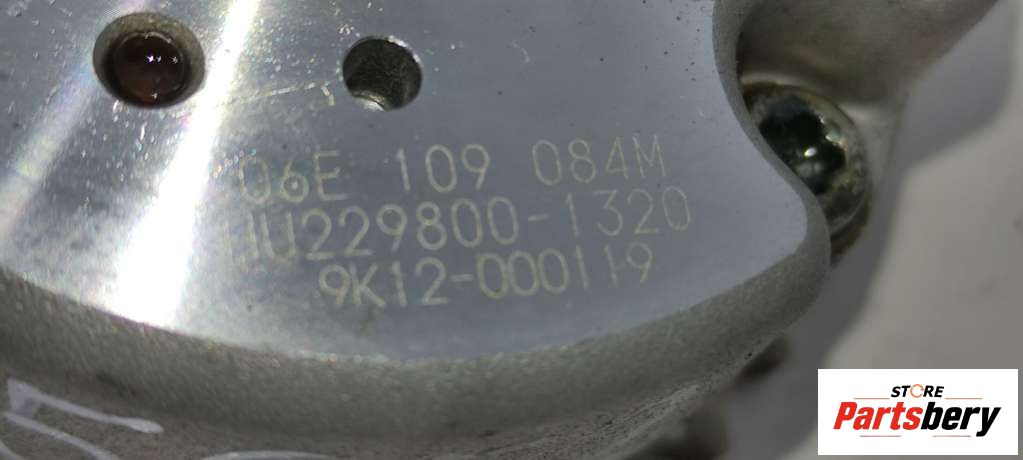 06E 109 084M
HU229800-1320
9K12-000119
STORE
Partsbery